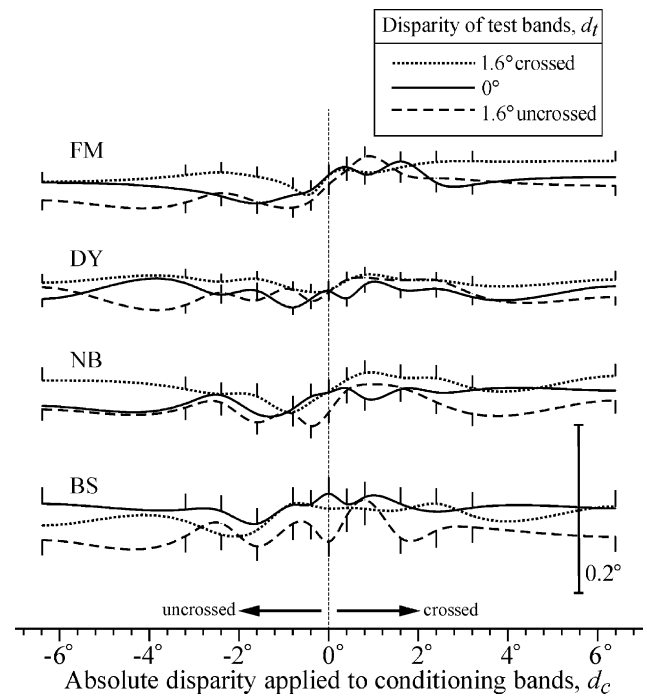 Disparity of test bands, dt
1.6° crossed
0°
1.6° uncrossed
FM
DY
NB
BS
0.2°
uncrossed
crossed
-6° -4° -2° 0° 2° 4° 6°
Absolute disparity applied to conditioning bands, dc